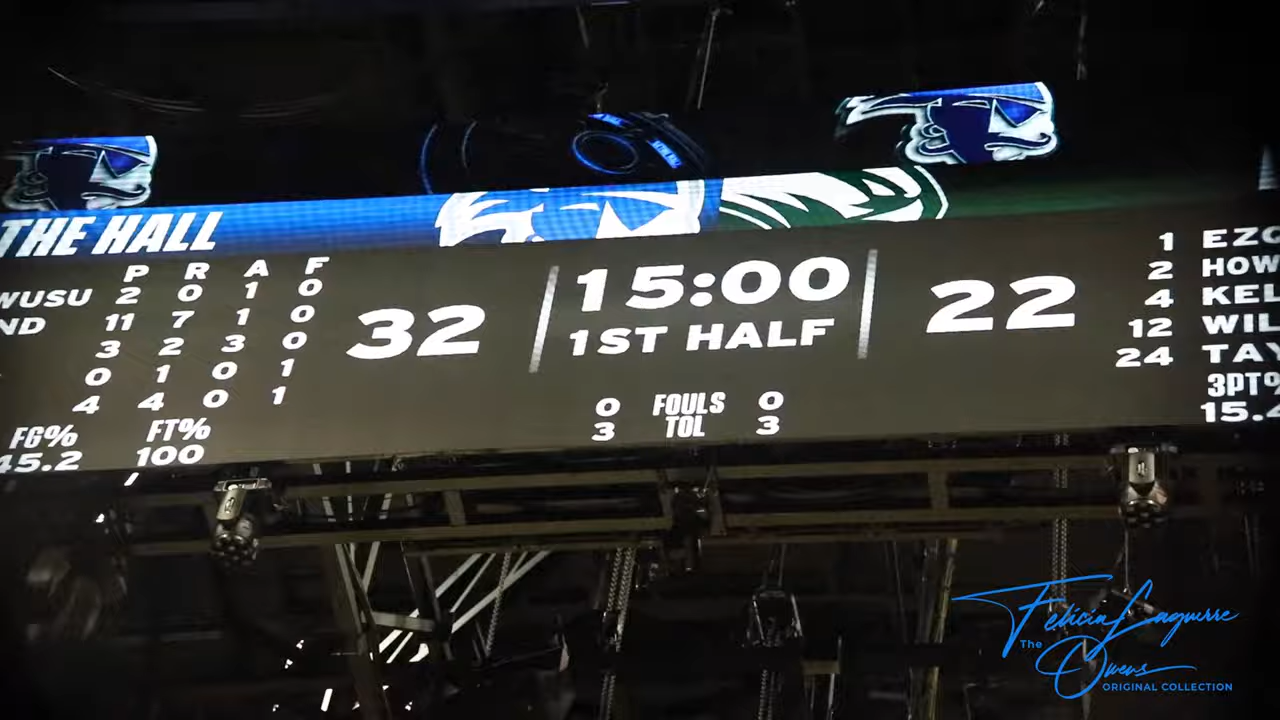 THE HALL
P R A F
WUSU 2 0 1 0
ND 11 7 1 0
3 2 3 0
0 1 0 1
4 4 0 1
FG% FT%
45.2 100
32
15:00
1ST HALF
0 FOULS 0
3 TOL 3
22
1 EZ
2 HOW
4 KEL
12 WIL
24 TAY
3PT%
15.4
Felicia Laguerre
The Owens
ORIGINAL COLLECTION